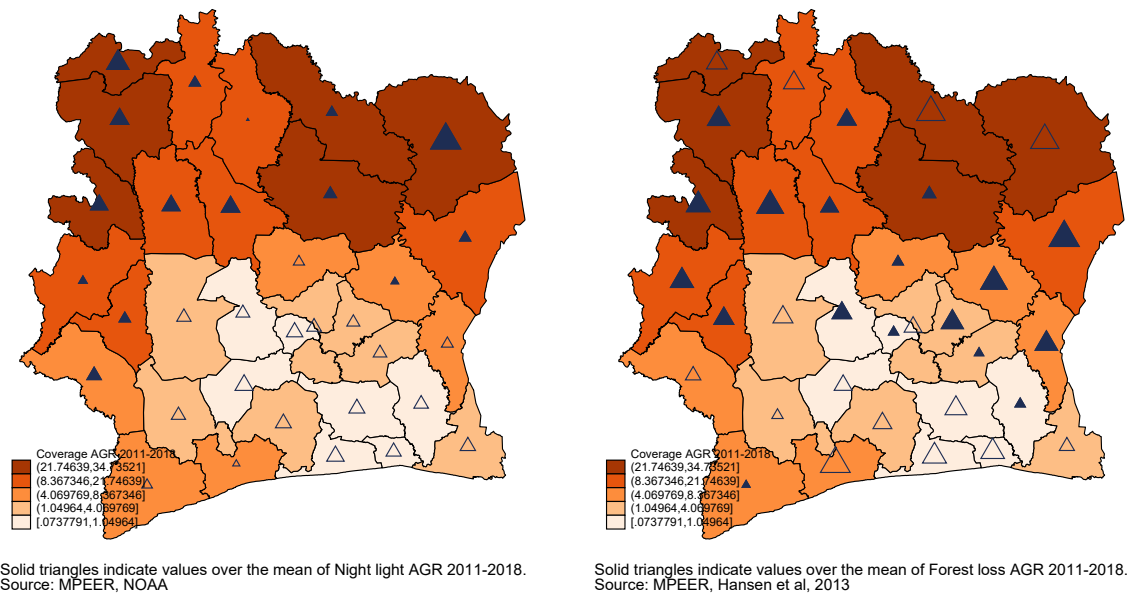 Coverage AGR 2011-2018
(21.74639,34.73521]
(8.367346,21.74639]
(4.069769,8.367346]
(1.04964,4.069769]
[.0737791,1.04964]
Solid triangles indicate values over the mean of Night light AGR 2011-2018.
Source: MPEER, NOAA
Coverage AGR 2011-2018
(21.74639,34.73521]
(8.367346,21.74639]
(4.069769,8.367346]
(1.04964,4.069769]
[.0737791,1.04964]
Solid triangles indicate values over the mean of Forest loss AGR 2011-2018.
Source: MPEER, Hansen et al, 2013